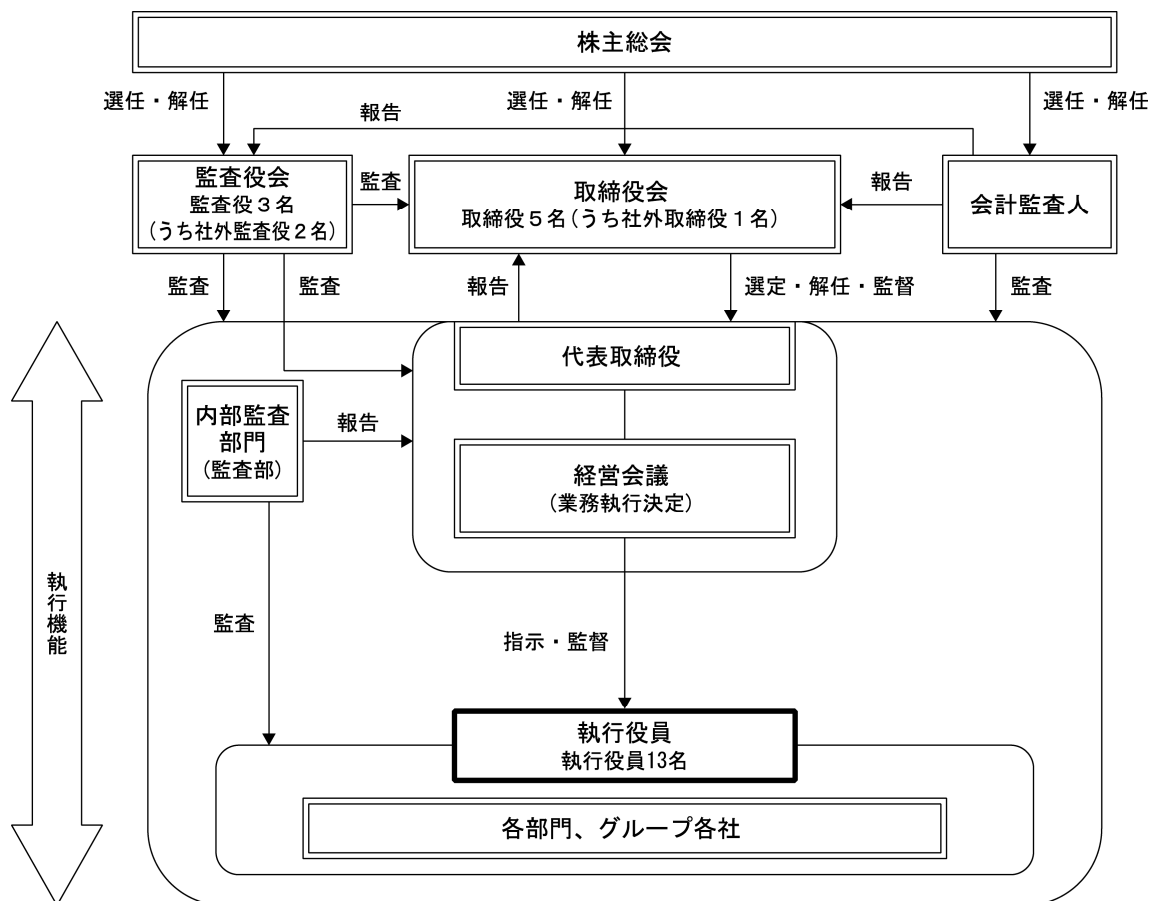 株主総会
選任・解任
選任・解任
選任・解任
報告
監査役会
監査役３名
(うち社外監査役２名)
監査
取締役会
取締役５名(うち社外取締役１名)
報告
会計監査人
監査
監査
報告
選定・解任・監督
監査
代表取締役
内部監査
部門
(監査部)
報告
経営会議
(業務執行決定)
執行機能
監査
指示・監督
執行役員
執行役員13名
各部門、グループ各社